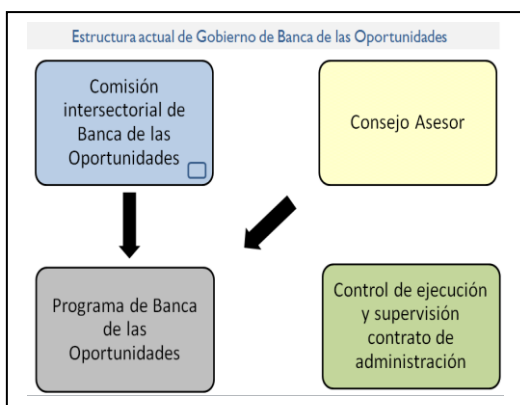 Estructura actual de Gobierno de Banca de las Oportunidades
Comisión
intersectorial de
Banca de las
Oportunidades
Consejo Asesor
Programa de Banca
de las
Oportunidades
Control de ejecución
y supervisión
contrato de
administración